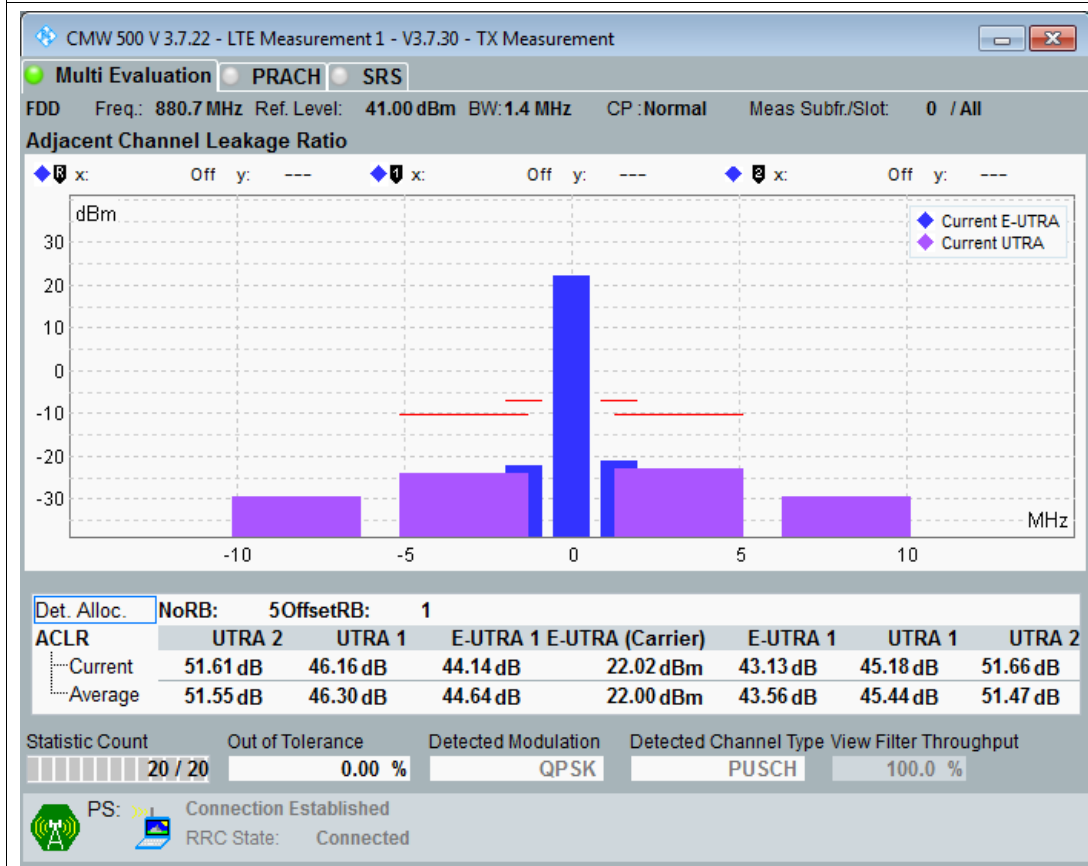 CMW 500 V 3.7.22 - LTE Measurement 1 - V3.7.30 - TX Measurement
Multi Evaluation PRACH SRS
FDD Freq.: 880.7 MHz Ref. Level: 41.00 dBm BW: 1.4 MHz CP : Normal Meas Subfr./Slot: 0 / All
Adjacent Channel Leakage Ratio
R x: Off y: --- 1 x: Off y: --- 2 x: Off y: ---
dBm
Current E-UTRA
Current UTRA
30
20
10
0
-10
-20
-30
MHz
-10 -5 0 5 10
Det. Alloc. NoRB: 5 OffsetRB: 1
ACLR UTRA 2 UTRA 1 E-UTRA 1 E-UTRA (Carrier) E-UTRA 1 UTRA 1 UTRA 2
Current 51.61 dB 46.16 dB 44.14 dB 22.02 dBm 43.13 dB 45.18 dB 51.66 dB
Average 51.55 dB 46.30 dB 44.64 dB 22.00 dBm 43.56 dB 45.44 dB 51.47 dB
Statistic Count Out of Tolerance Detected Modulation Detected Channel Type View Filter Throughput
20 / 20 0.00 % QPSK PUSCH 100.0 %
PS: Connection Established
RRC State: Connected